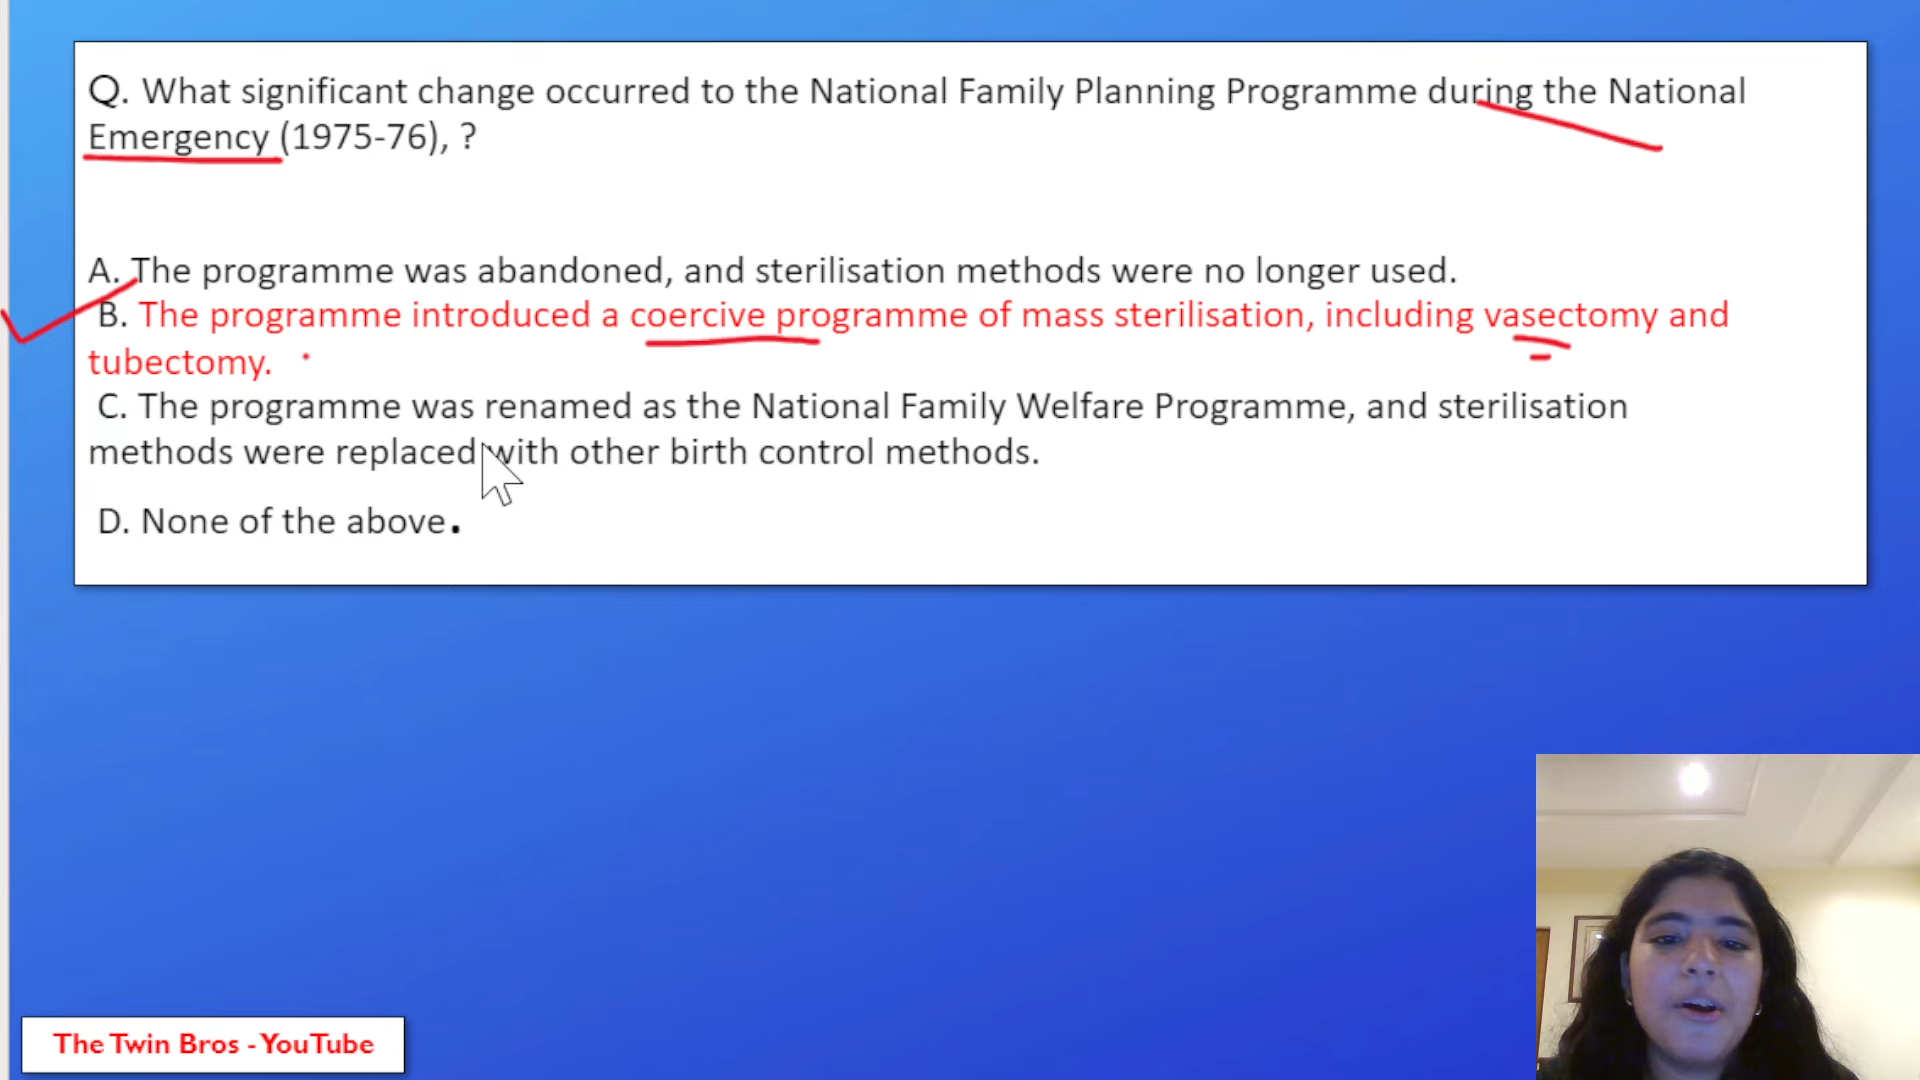 Q. What significant change occurred to the National Family Planning Programme during the National
Emergency (1975-76), ?
A. The programme was abandoned, and sterilisation methods were no longer used.
B. The programme introduced a coercive programme of mass sterilisation, including vasectomy and
tubectomy.
C. The programme was renamed as the National Family Welfare Programme, and sterilisation
methods were replaced with other birth control methods.
D. None of the above.
The Twin Bros - YouTube